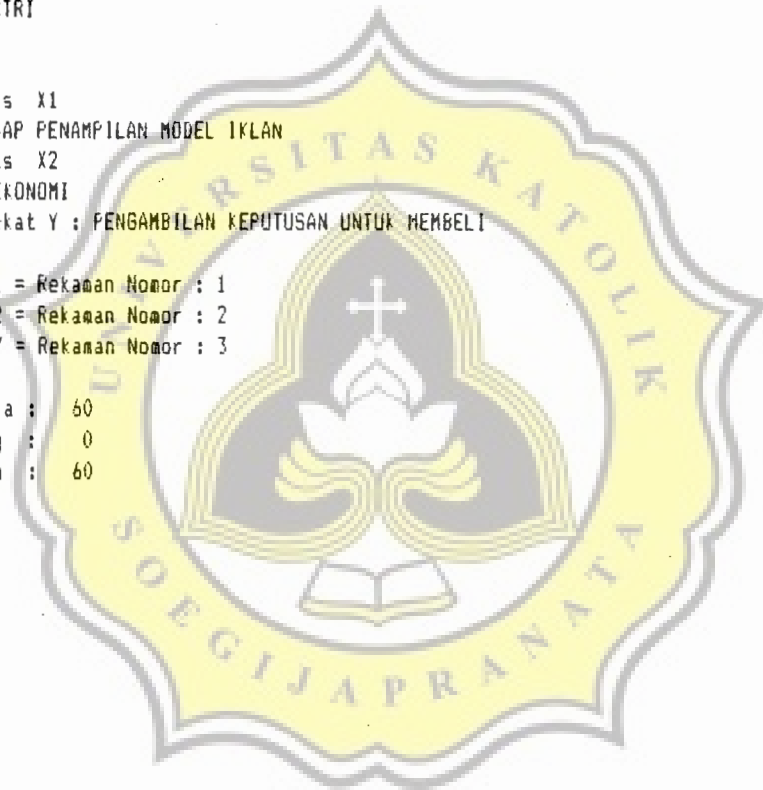 TRI
s X1
AP PENAMPILAN MODEL IKLAN
s X2
EKONOMI
kat Y : PENGAMBILAN KEPUTUSAN UNTUK MEMBELI
= Rekaman Nomor : 1
= Rekaman Nomor : 2
= Rekaman Nomor : 3
a : 60
: 0
: 60
UNIVERSITAS KATOLIK
SOEGIJAPRANATA